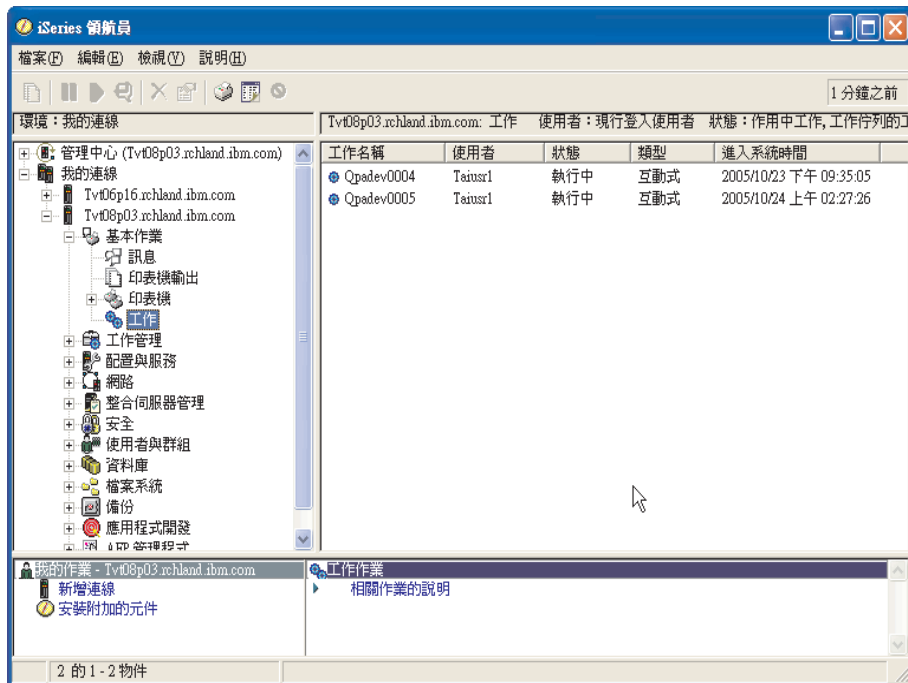 iSeries 領航員
檔案(F) 編輯(E) 檢視(V) 說明(H)
1 分鐘之前
環境：我的連線
Tvt08p03.rchland.ibm.com: 工作 使用者：現行登入使用者 狀態：作用中工作, 工作佇列的工
管理中心 (Tvt08p03.rchland.ibm.com)
我的連線
Tvt06p16.rchland.ibm.com
Tvt08p03.rchland.ibm.com
基本作業
訊息
印表機輸出
印表機
工作
工作管理
配置與服務
網路
整合伺服器管理
安全
使用者與群組
資料庫
檔案系統
備份
應用程式開發
AFP 管理程式
工作名稱 使用者 狀態 類型 進入系統時間
Qpadev0004 Taiusr1 執行中 互動式 2005/10/23 下午 09:35:05
Qpadev0005 Taiusr1 執行中 互動式 2005/10/24 上午 02:27:26
我的作業 - Tvt08p03.rchland.ibm.com
新增連線
安裝附加的元件
工作作業
相關作業的說明
2 的 1 - 2 物件